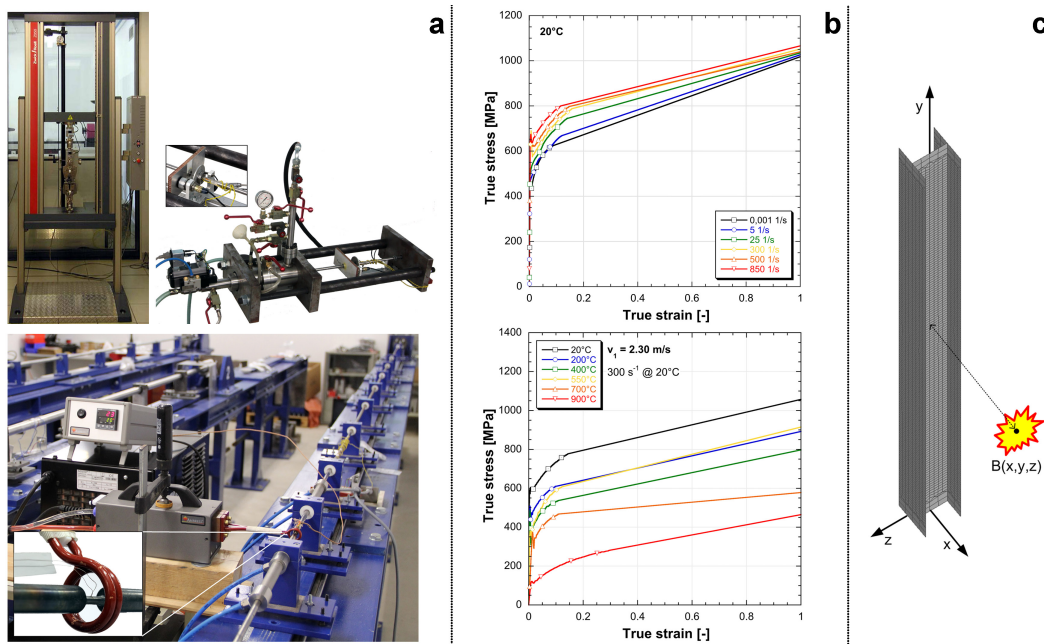 a
b
c
1200
1000
800
600
400
200
0
True stress [MPa]
20°C
0,001 1/s
5 1/s
25 1/s
300 1/s
500 1/s
850 1/s
0 0.2 0.4 0.6 0.8 1
True strain [-]
1400
1200
1000
800
600
400
200
0
True stress [MPa]
20°C
200°C
400°C
550°C
700°C
900°C
v1 = 2.30 m/s
300 s-1 @ 20°C
0 0.2 0.4 0.6 0.8 1
True strain [-]
y
B(x,y,z)
z
x